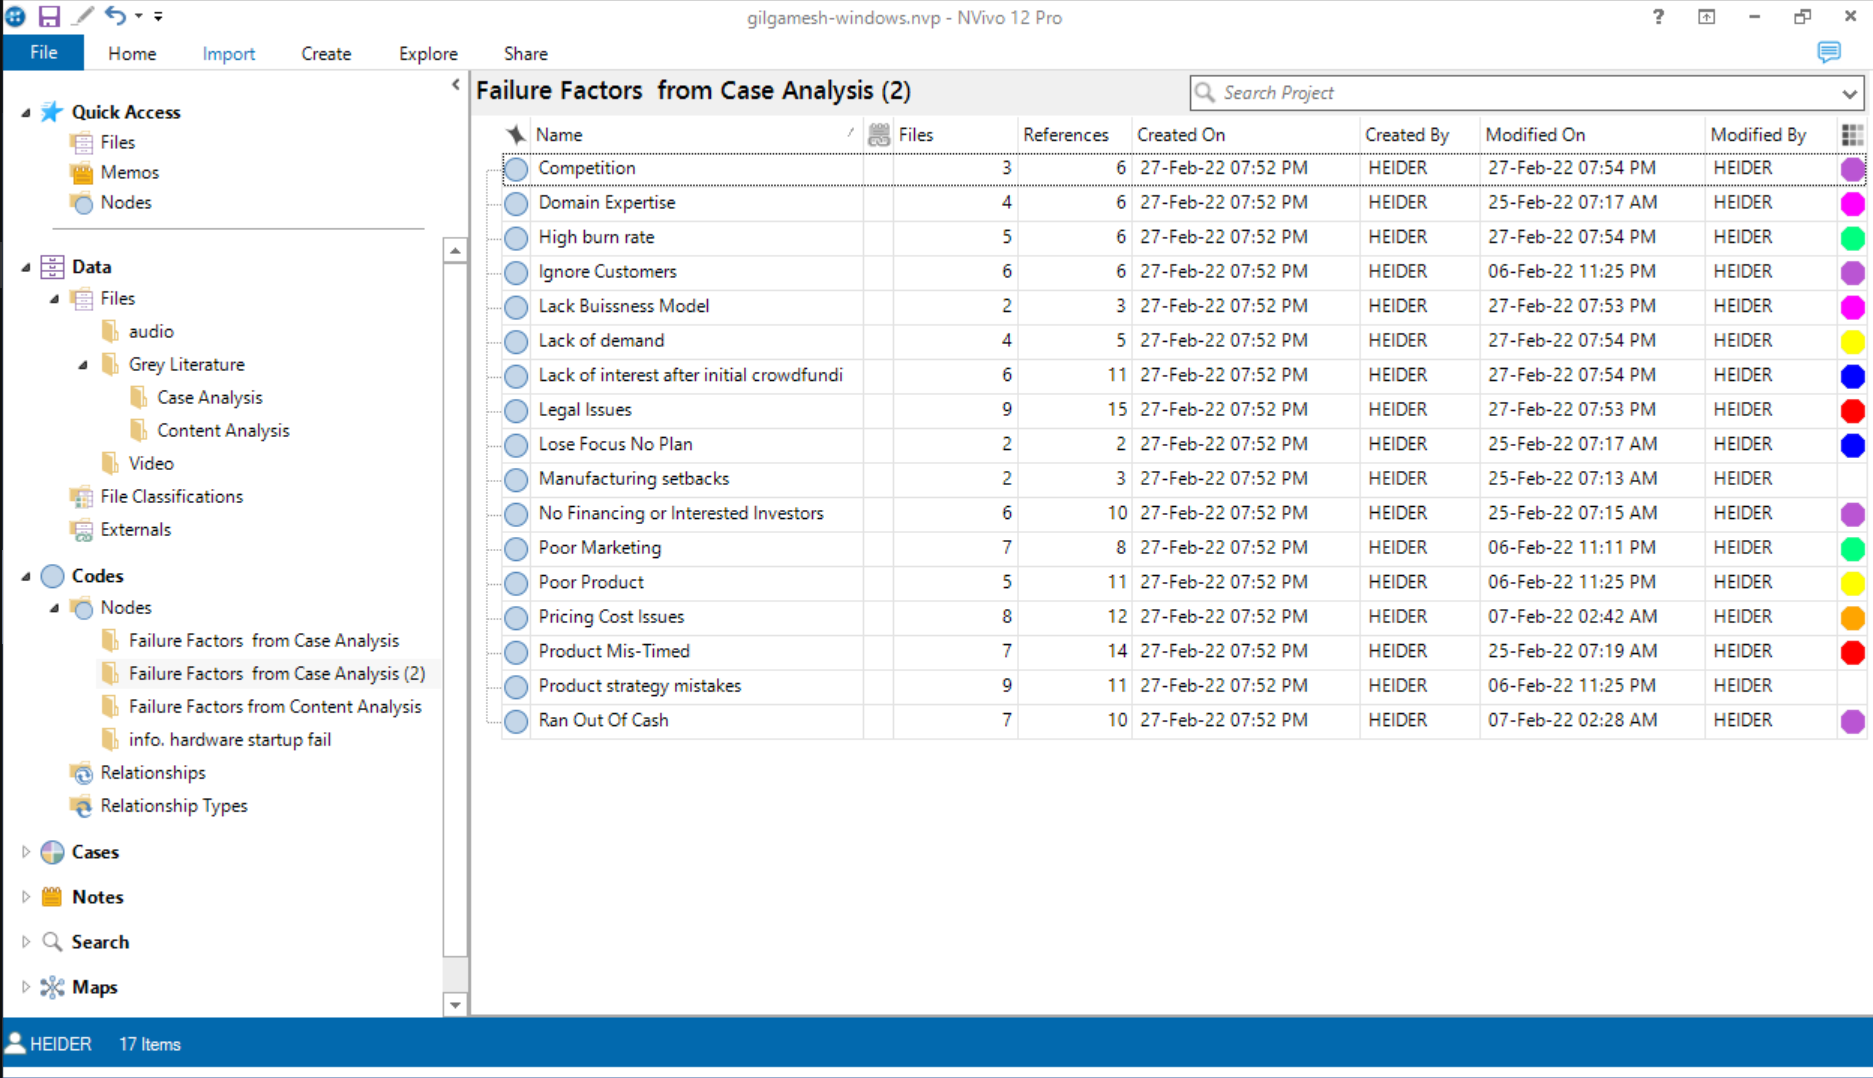 gilgamesh-windows.nvp - NVivo 12 Pro
?
File Home Import Create Explore Share
Quick Access
Files
Memos
Nodes
Data
Files
audio
Grey Literature
Case Analysis
Content Analysis
Video
File Classifications
Externals
Codes
Nodes
Failure Factors from Case Analysis
Failure Factors from Case Analysis (2)
Failure Factors from Content Analysis
info. hardware startup fail
Relationships
Relationship Types
Cases
Notes
Search
Maps
Failure Factors from Case Analysis (2)
Search Project
Name Files References Created On Created By Modified On Modified By
Competition 3 6 27-Feb-22 07:52 PM HEIDER 27-Feb-22 07:54 PM HEIDER
Domain Expertise 4 6 27-Feb-22 07:52 PM HEIDER 25-Feb-22 07:17 AM HEIDER
High burn rate 5 6 27-Feb-22 07:52 PM HEIDER 27-Feb-22 07:54 PM HEIDER
Ignore Customers 6 6 27-Feb-22 07:52 PM HEIDER 06-Feb-22 11:25 PM HEIDER
Lack Buissness Model 2 3 27-Feb-22 07:52 PM HEIDER 27-Feb-22 07:53 PM HEIDER
Lack of demand 4 5 27-Feb-22 07:52 PM HEIDER 27-Feb-22 07:54 PM HEIDER
Lack of interest after initial crowdfundi 6 11 27-Feb-22 07:52 PM HEIDER 27-Feb-22 07:54 PM HEIDER
Legal Issues 9 15 27-Feb-22 07:52 PM HEIDER 27-Feb-22 07:53 PM HEIDER
Lose Focus No Plan 2 2 27-Feb-22 07:52 PM HEIDER 25-Feb-22 07:17 AM HEIDER
Manufacturing setbacks 2 3 27-Feb-22 07:52 PM HEIDER 25-Feb-22 07:13 AM HEIDER
No Financing or Interested Investors 6 10 27-Feb-22 07:52 PM HEIDER 25-Feb-22 07:15 AM HEIDER
Poor Marketing 7 8 27-Feb-22 07:52 PM HEIDER 06-Feb-22 11:11 PM HEIDER
Poor Product 5 11 27-Feb-22 07:52 PM HEIDER 06-Feb-22 11:25 PM HEIDER
Pricing Cost Issues 8 12 27-Feb-22 07:52 PM HEIDER 07-Feb-22 02:42 AM HEIDER
Product Mis-Timed 7 14 27-Feb-22 07:52 PM HEIDER 25-Feb-22 07:19 AM HEIDER
Product strategy mistakes 9 11 27-Feb-22 07:52 PM HEIDER 06-Feb-22 11:25 PM HEIDER
Ran Out Of Cash 7 10 27-Feb-22 07:52 PM HEIDER 07-Feb-22 02:28 AM HEIDER
HEIDER 17 Items